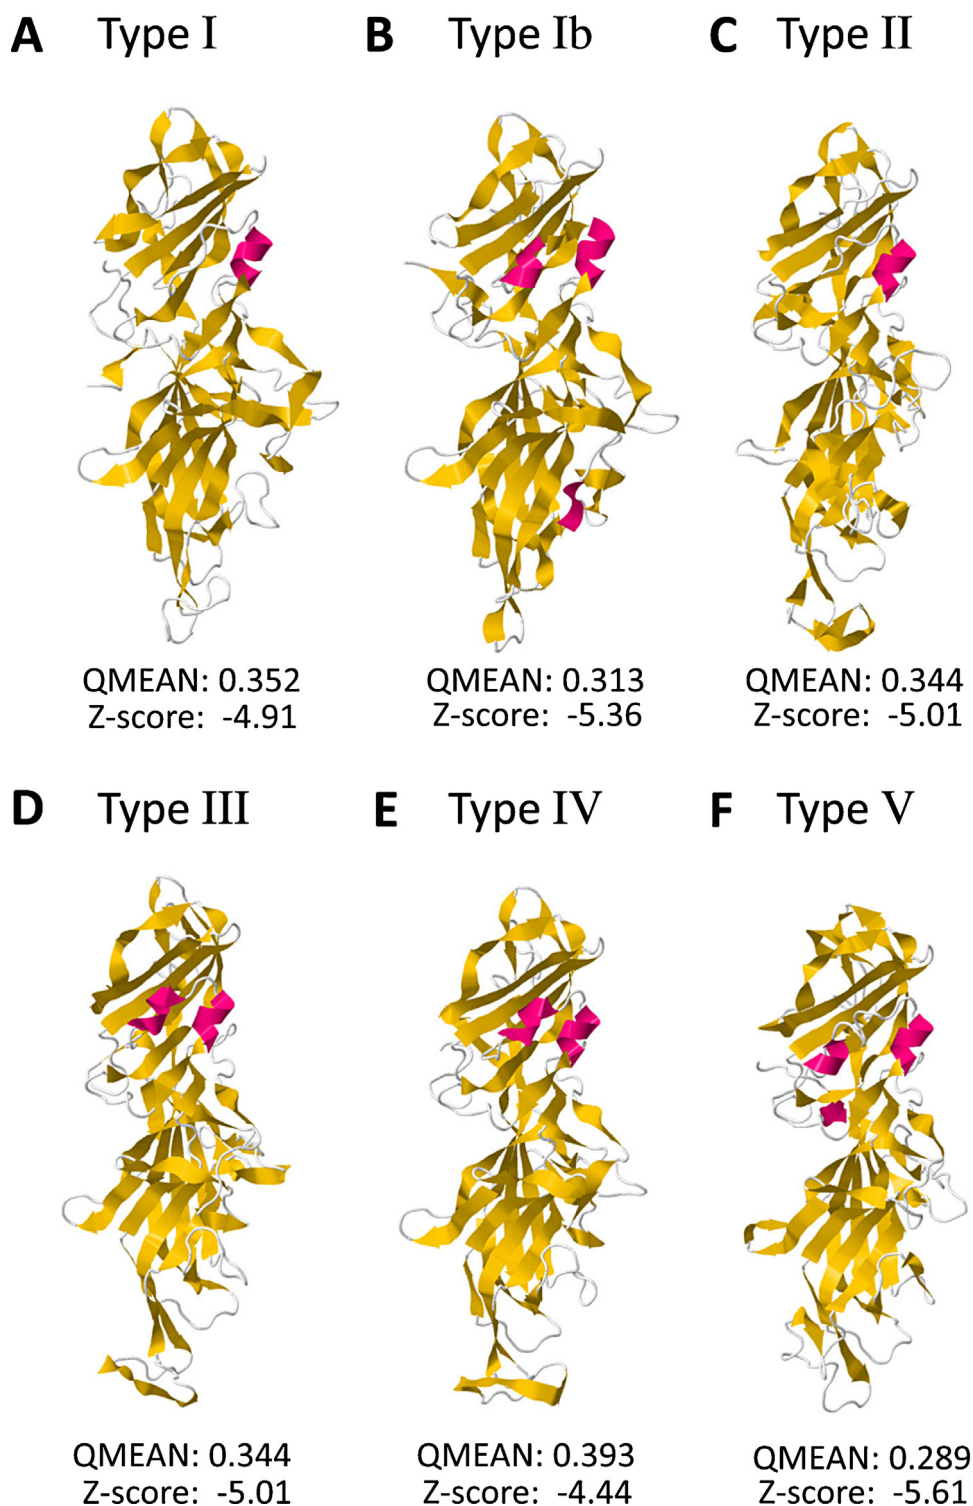 A Type I B Type Ib C Type II
QMEAN: 0.352 QMEAN: 0.313 QMEAN: 0.344
Z-score: -4.91 Z-score: -5.36 Z-score: -5.01
D Type III E Type IV F Type V
QMEAN: 0.344 QMEAN: 0.393 QMEAN: 0.289
Z-score: -5.01 Z-score: -4.44 Z-score: -5.61